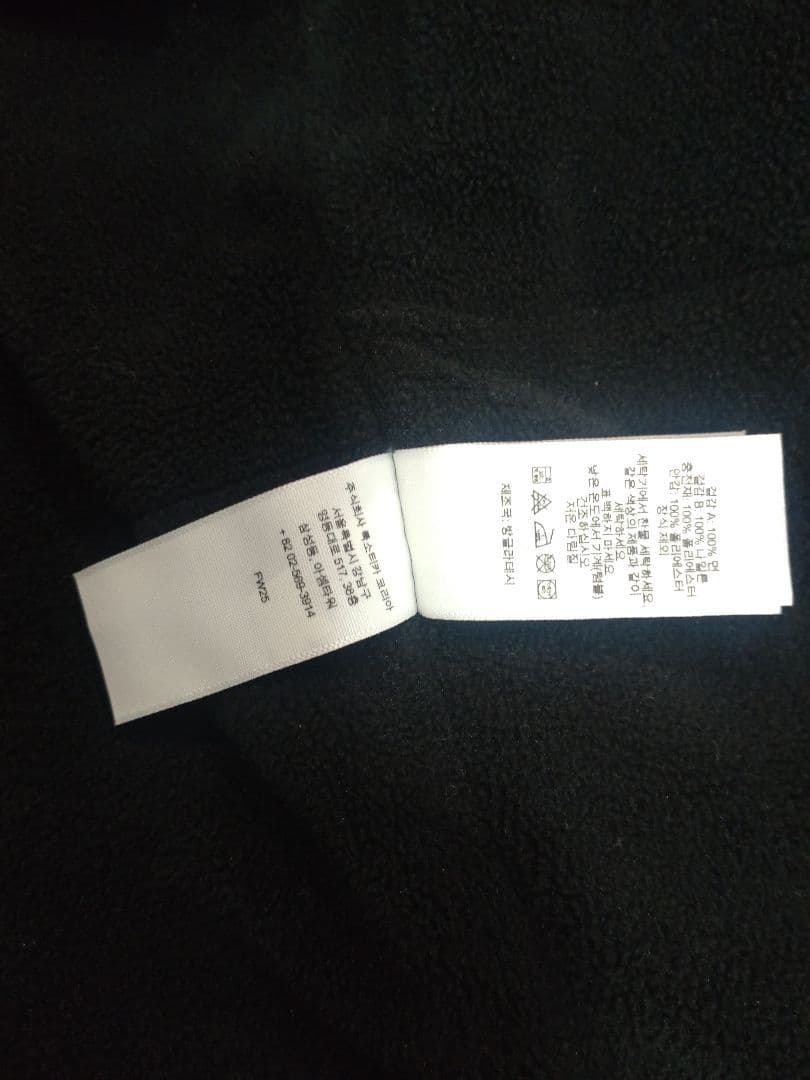 겉감 A: 100% 면
겉감 B: 100% 나일론
충전재: 100% 폴리에스터
안감: 100% 폴리에스터
장식 제외
세탁기에서 찬물 세탁하세요.
같은 색상의 제품과 같이
세탁하세요
표백하지 마세요
낮은 온도에서 기계(텀블)
건조하십시오
저온 다림질
제조국: 방글라데시
주식회사 록스티카 코리아
서울특별시 강남구
영동대로 517, 38층
삼성동, 아셈타워
+ 82 02-569-3914
FW25